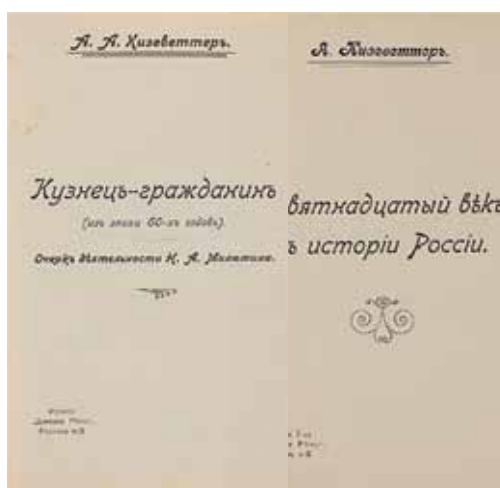 А. А. Кизеветтеръ.
Кузнецъ-гражданинъ
(изъ эпохи 60-хъ годовъ).
Очеркъ дѣятельности Н. А. Милютина.
А. Кизеветтеръ.
вятнадцатый вѣкъ
ъ исторіи Россіи.